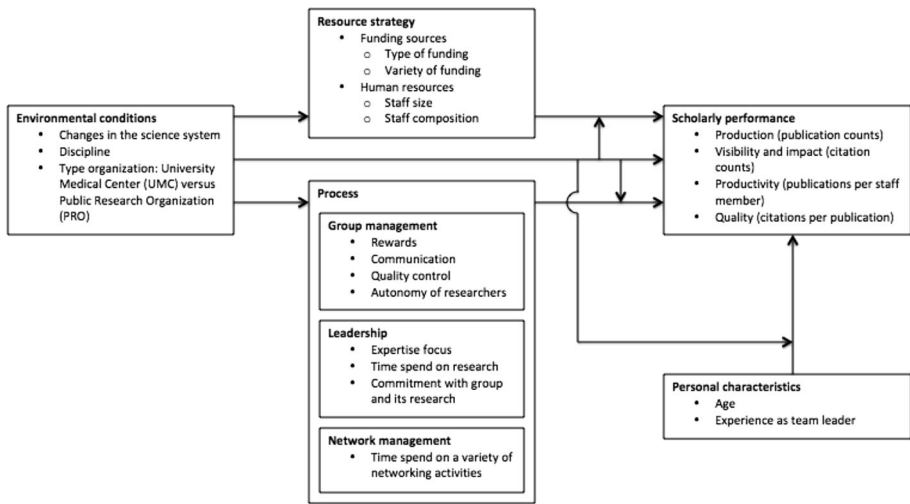 Resource strategy
• Funding sources
o Type of funding
o Variety of funding
• Human resources
o Staff size
o Staff composition
Environmental conditions
• Changes in the science system
• Discipline
• Type organization: University
Medical Center (UMC) versus
Public Research Organization
(PRO)
Scholarly performance
• Production (publication counts)
• Visibility and impact (citation
counts)
• Productivity (publications per staff
member)
• Quality (citations per publication)
Process
Group management
• Rewards
• Communication
• Quality control
• Autonomy of researchers
Leadership
• Expertise focus
• Time spend on research
• Commitment with group
and its research
Network management
• Time spend on a variety of
networking activities
Personal characteristics
• Age
• Experience as team leader